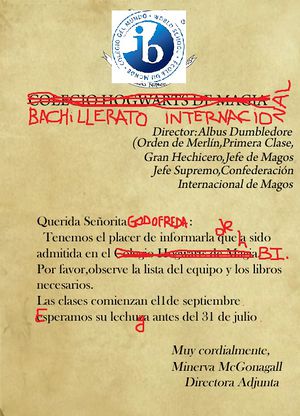 COLEGIO DEL MUNDO · WORLD SCHOOL · ECOLE DU MONDE
ib
COLEGIO HOGWARTS DE MAGIA
BACHILLERATO INTERNACIONAL
Director:Albus Dumbledore
(Orden de Merlín,Primera Clase,
Gran Hechicero,Jefe de Magos
Jefe Supremo,Confederación
Internacional de Magos
Querida Señorita GODOFREDA:
Tenemos el placer de informarla de que h sido
admitida en el Colegio Hogwarts de Magia BI.
Por favor,observe la lista del equipo y los libros
necesarios.
Las clases comienzan el1de septiembre
Esperamos su lechuga antes del 31 de julio
Muy cordialmente,
Minerva McGonagall
Directora Adjunta